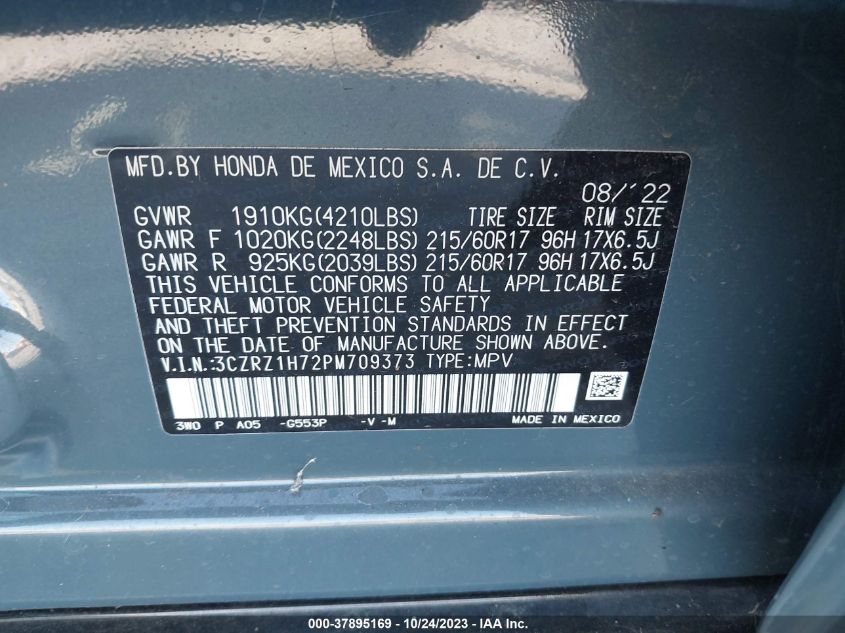 MFD.BY HONDA DE MEXICO S.A. DE C.V.
08/´22
GVWR 1910KG(4210LBS) TIRE SIZE RIM SIZE
GAWR F 1020KG(2248LBS) 215/60R17 96H 17X6.5J
GAWR R 925KG(2039LBS) 215/60R17 96H 17X6.5J
THIS VEHICLE CONFORMS TO ALL APPLICABLE
FEDERAL MOTOR VEHICLE SAFETY
AND THEFT PREVENTION STANDARDS IN EFFECT
ON THE DATE OF MANUFACTURE SHOWN ABOVE.
V.I.N.:3CZRZ1H72PM709373 TYPE:MPV
3W0 P A05 -G553P -V -M MADE IN MEXICO
000-37895169 - 10/24/2023 - IAA Inc.